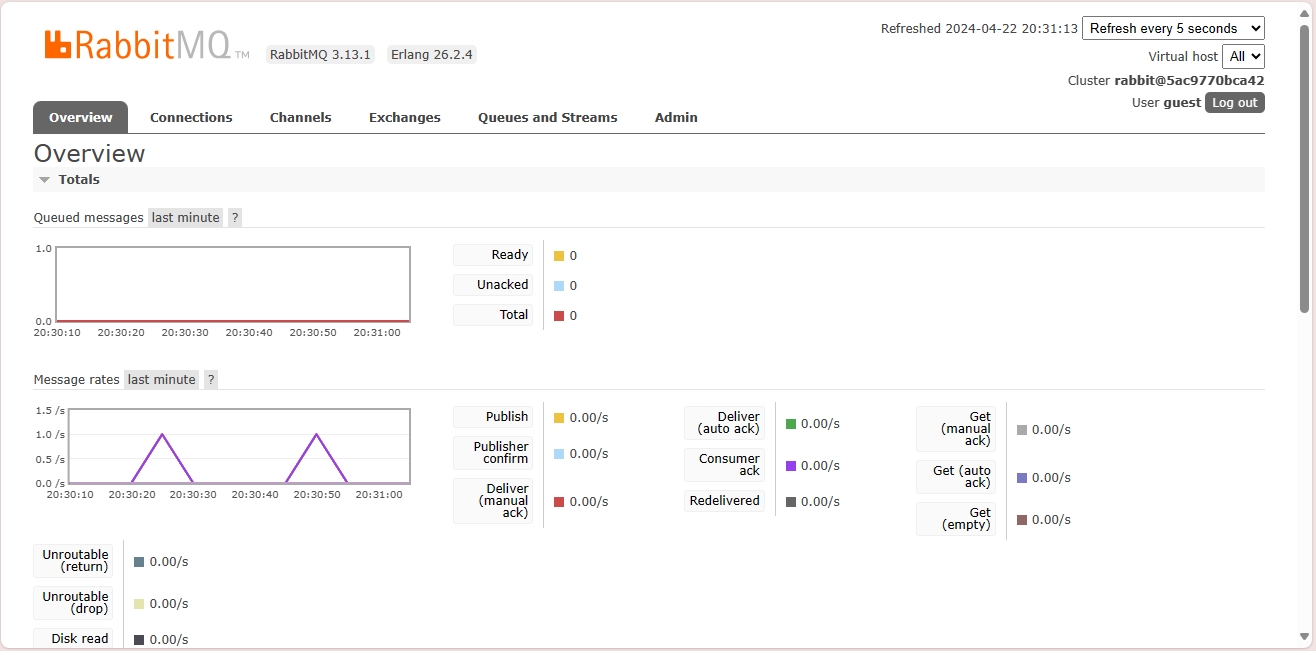 Refreshed 2024-04-22 20:31:13 Refresh every 5 seconds
RabbitMQ TM RabbitMQ 3.13.1 Erlang 26.2.4
Virtual host All
Cluster rabbit@5ac9770bca42
User guest Log out
Overview Connections Channels Exchanges Queues and Streams Admin
Overview
Totals
Queued messages last minute ?
1.0
0.0
20:30:10 20:30:20 20:30:30 20:30:40 20:30:50 20:31:00
Ready 0
Unacked 0
Total 0
Message rates last minute ?
1.5 /s
1.0 /s
0.5 /s
0.0 /s
20:30:10 20:30:20 20:30:30 20:30:40 20:30:50 20:31:00
Publish 0.00/s
Publisher
confirm 0.00/s
Deliver
(manual
ack) 0.00/s
Deliver
(auto ack) 0.00/s
Consumer
ack 0.00/s
Redelivered 0.00/s
Get
(manual
ack) 0.00/s
Get (auto
ack) 0.00/s
Get
(empty) 0.00/s
Unroutable
(return) 0.00/s
Unroutable
(drop) 0.00/s
Disk read 0.00/s